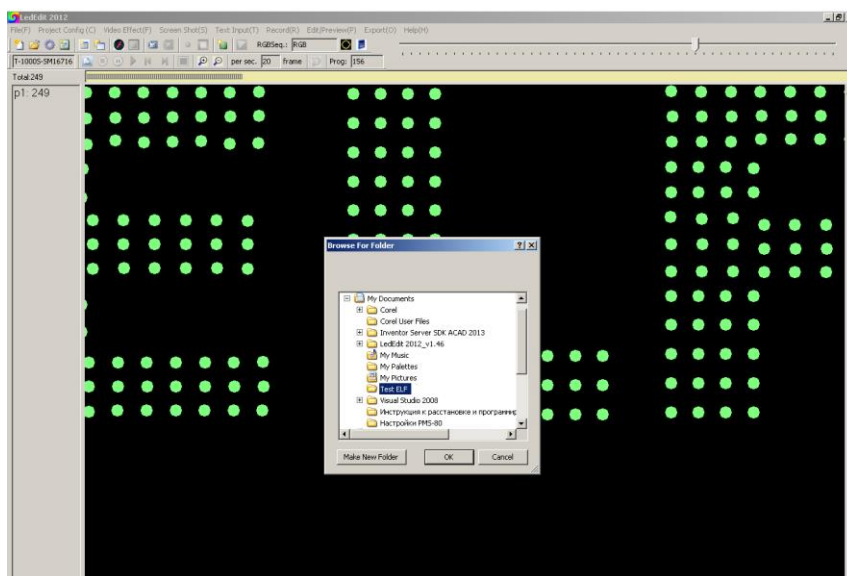 LedEdit 2012
File(F) Project Config (C) Video Effect(F) Screen Shot(S) Text Input(T) Record(R) Edit/Preview(P) Export(O) Help(H)
RGBSeq.: RGB
T-1000S-SM16716 per sec. 20 frame Prog: 156
Total:249
p1: 249
Browse For Folder
My Documents
Corel
Corel User Files
Inventor Server SDK ACAD 2013
LedEdit 2012_v1.46
My Music
My Palettes
My Pictures
Test ELF
Visual Studio 2008
Инструкция к расстановке и программир
Настройки PMS-80
Make New Folder OK Cancel